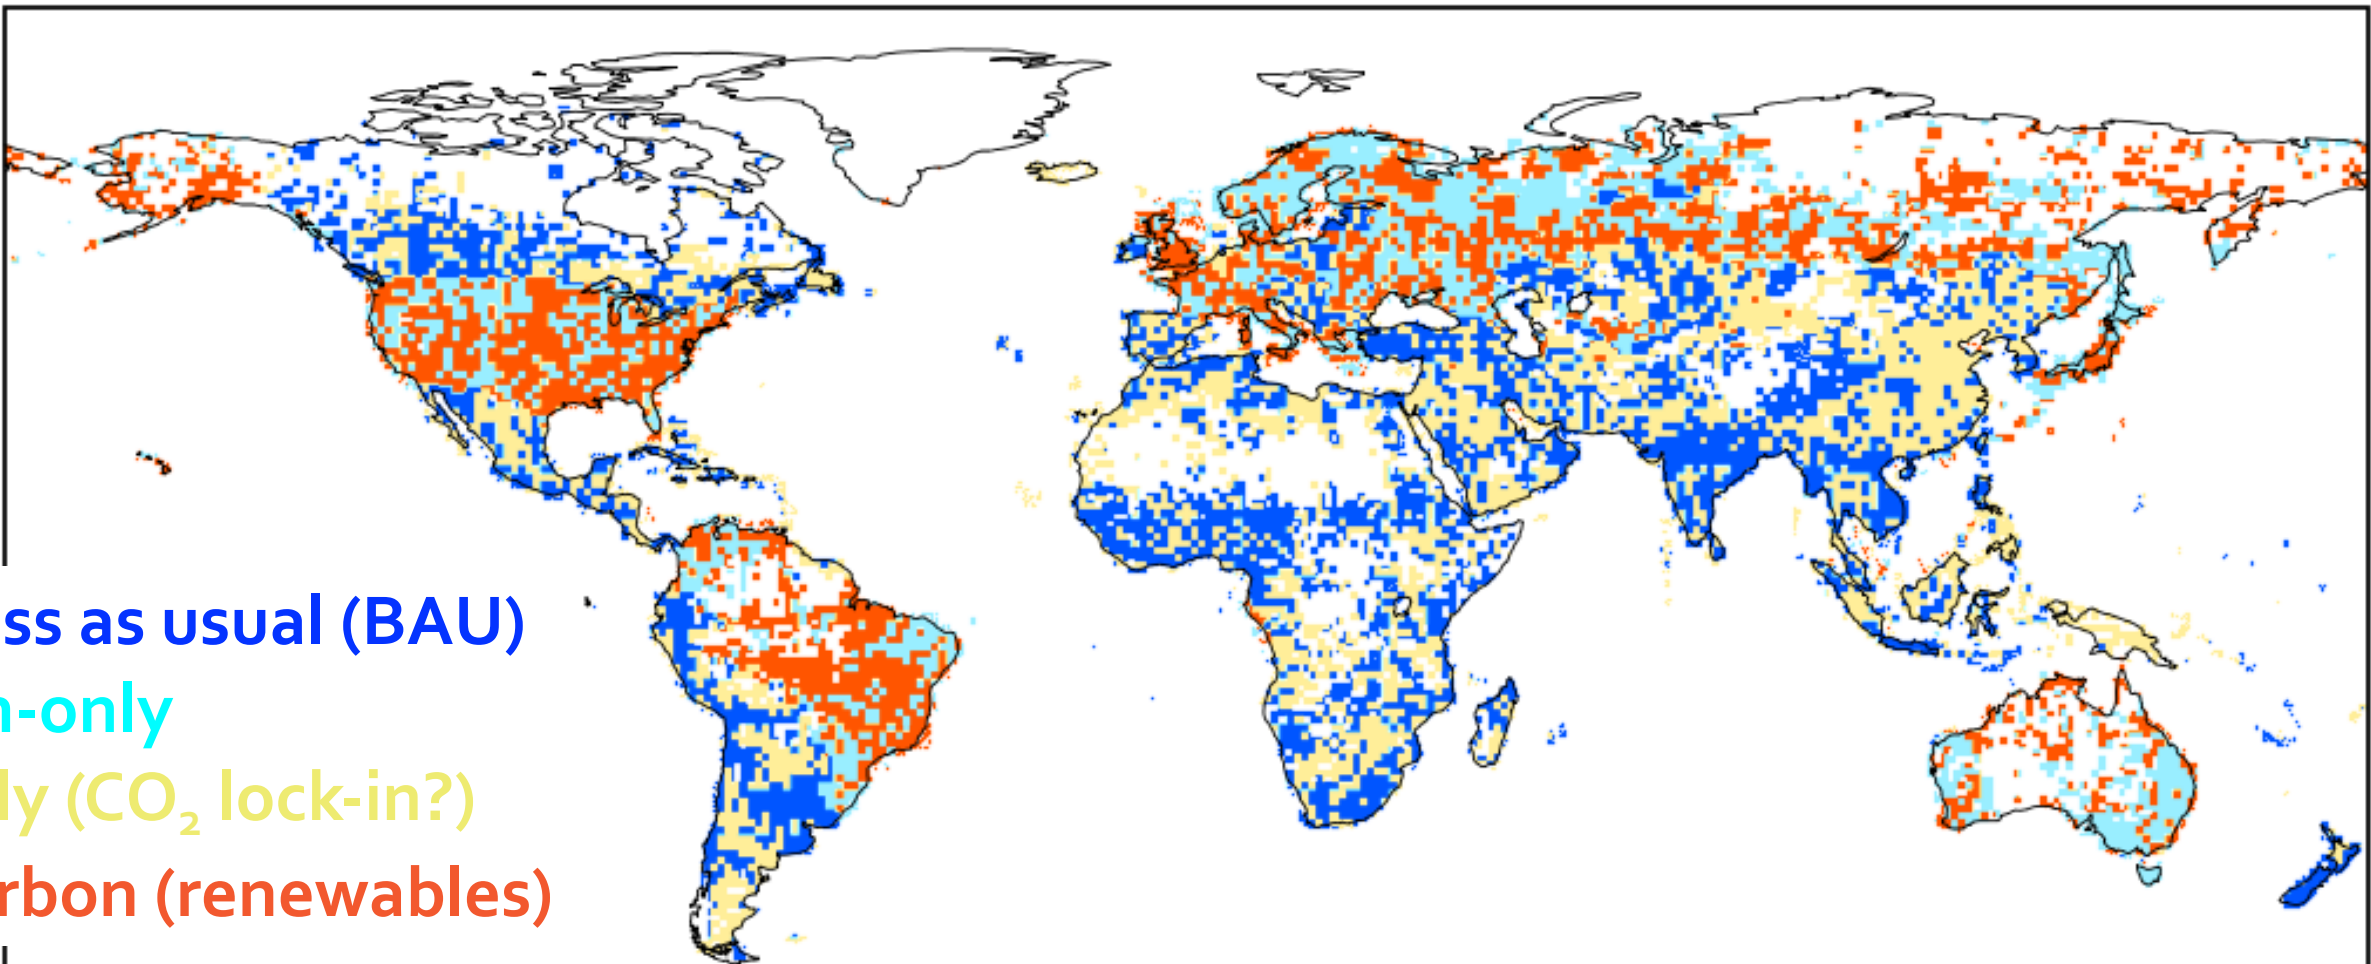 ss as usual (BAU)
n-only
ly (CO₂ lock-in?)
rbon (renewables)